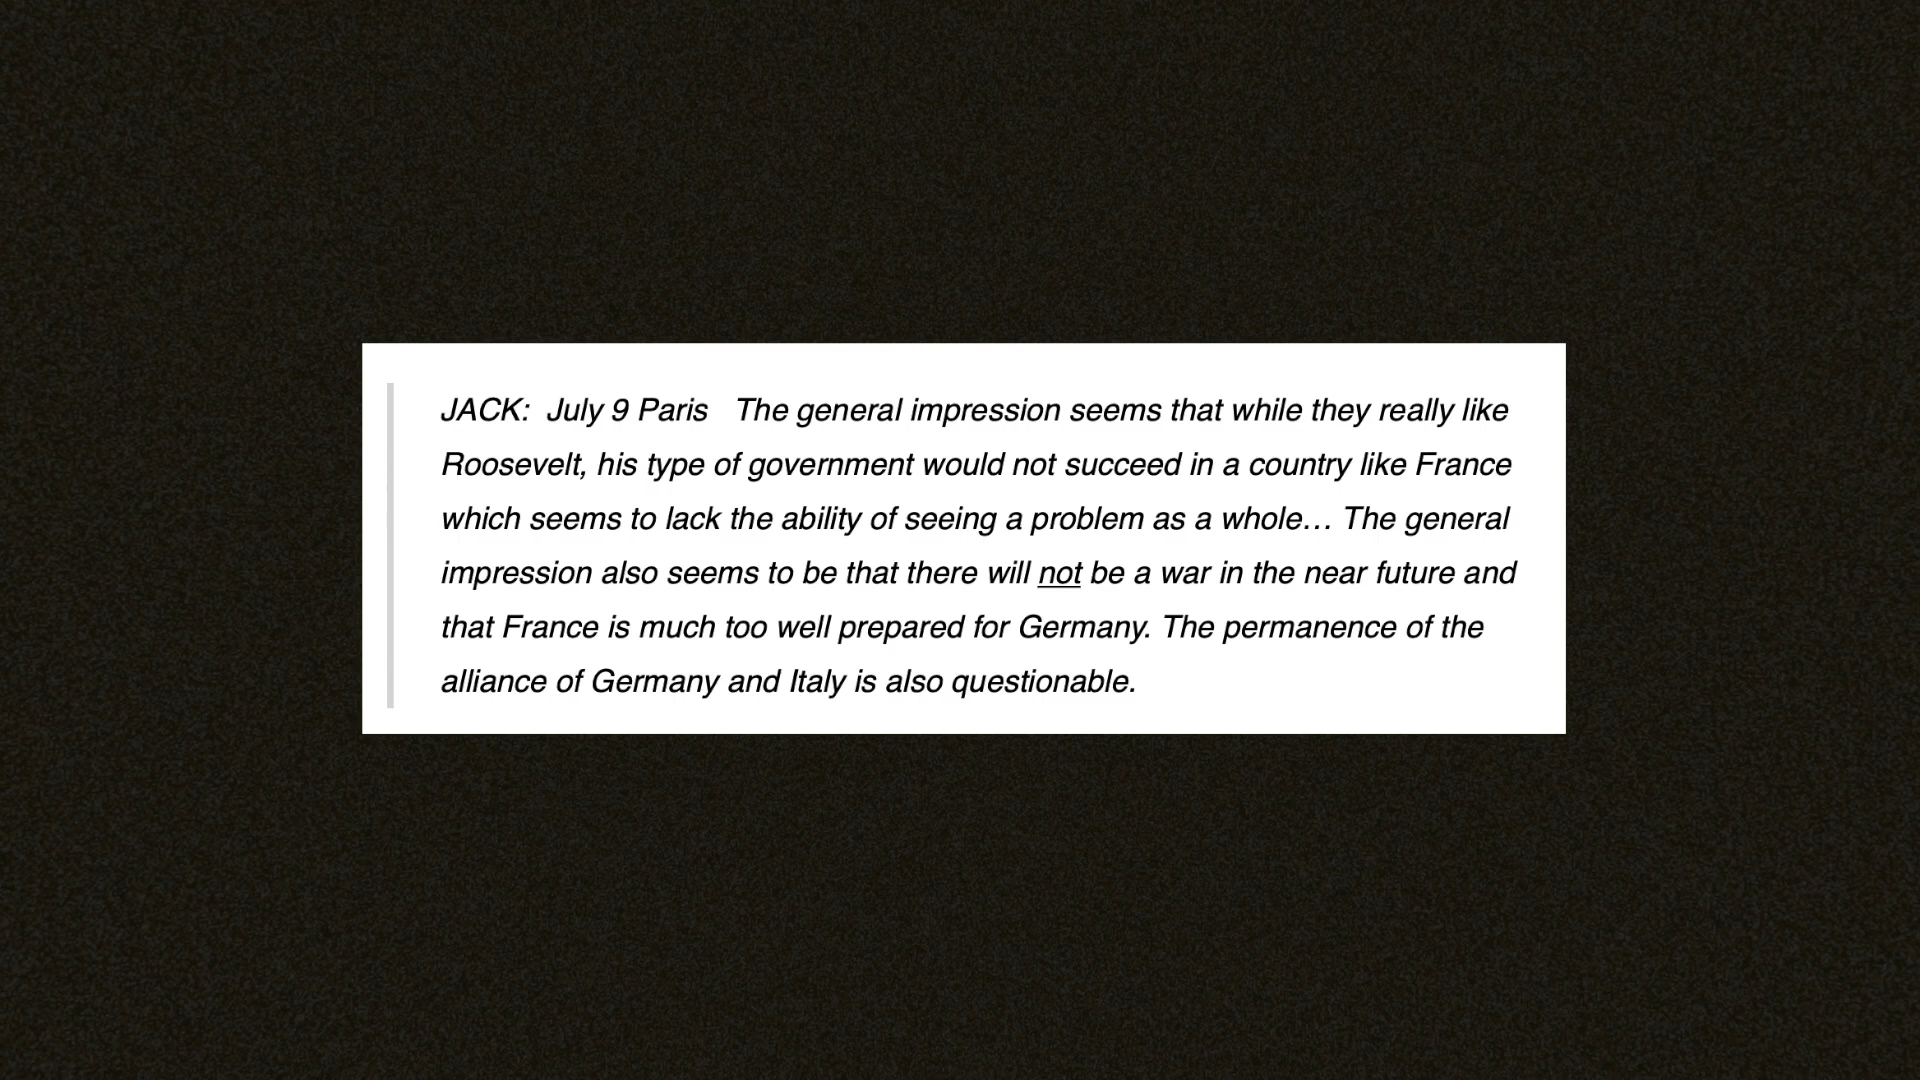 JACK:  July 9 Paris   The general impression seems that while they really like
Roosevelt, his type of government would not succeed in a country like France
which seems to lack the ability of seeing a problem as a whole… The general
impression also seems to be that there will not be a war in the near future and
that France is much too well prepared for Germany. The permanence of the
alliance of Germany and Italy is also questionable.